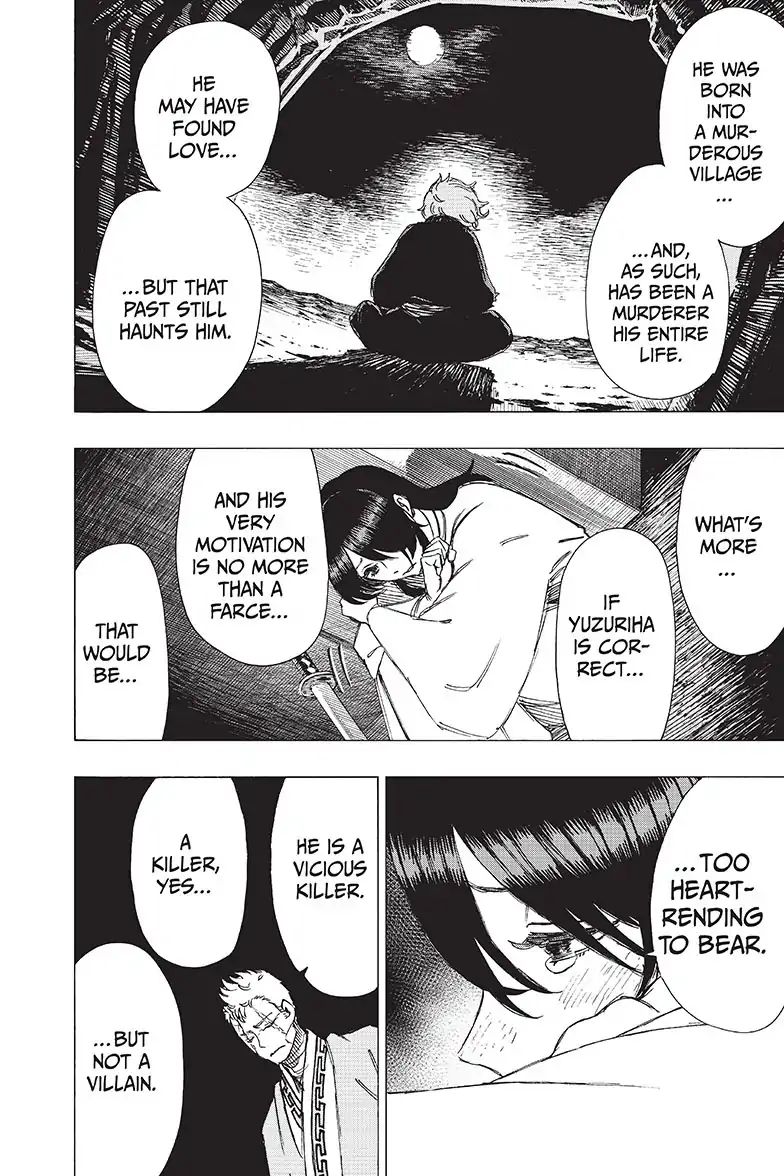 HE WAS
BORN
INTO
A MUR-
DEROUS
VILLAGE
...
...AND,
AS SUCH,
HAS BEEN A
MURDERER
HIS ENTIRE
LIFE.
HE
MAY HAVE
FOUND
LOVE...
...BUT THAT
PAST STILL
HAUNTS HIM.
WHAT'S
MORE
...
IF
YUZURIHA
IS COR-
RECT...
AND HIS
VERY
MOTIVATION
IS NO MORE
THAN A
FARCE...
THAT
WOULD
BE...
...TOO
HEART-
RENDING
TO BEAR.
HE IS A
VICIOUS
KILLER.
A
KILLER,
YES...
...BUT
NOT A
VILLAIN.